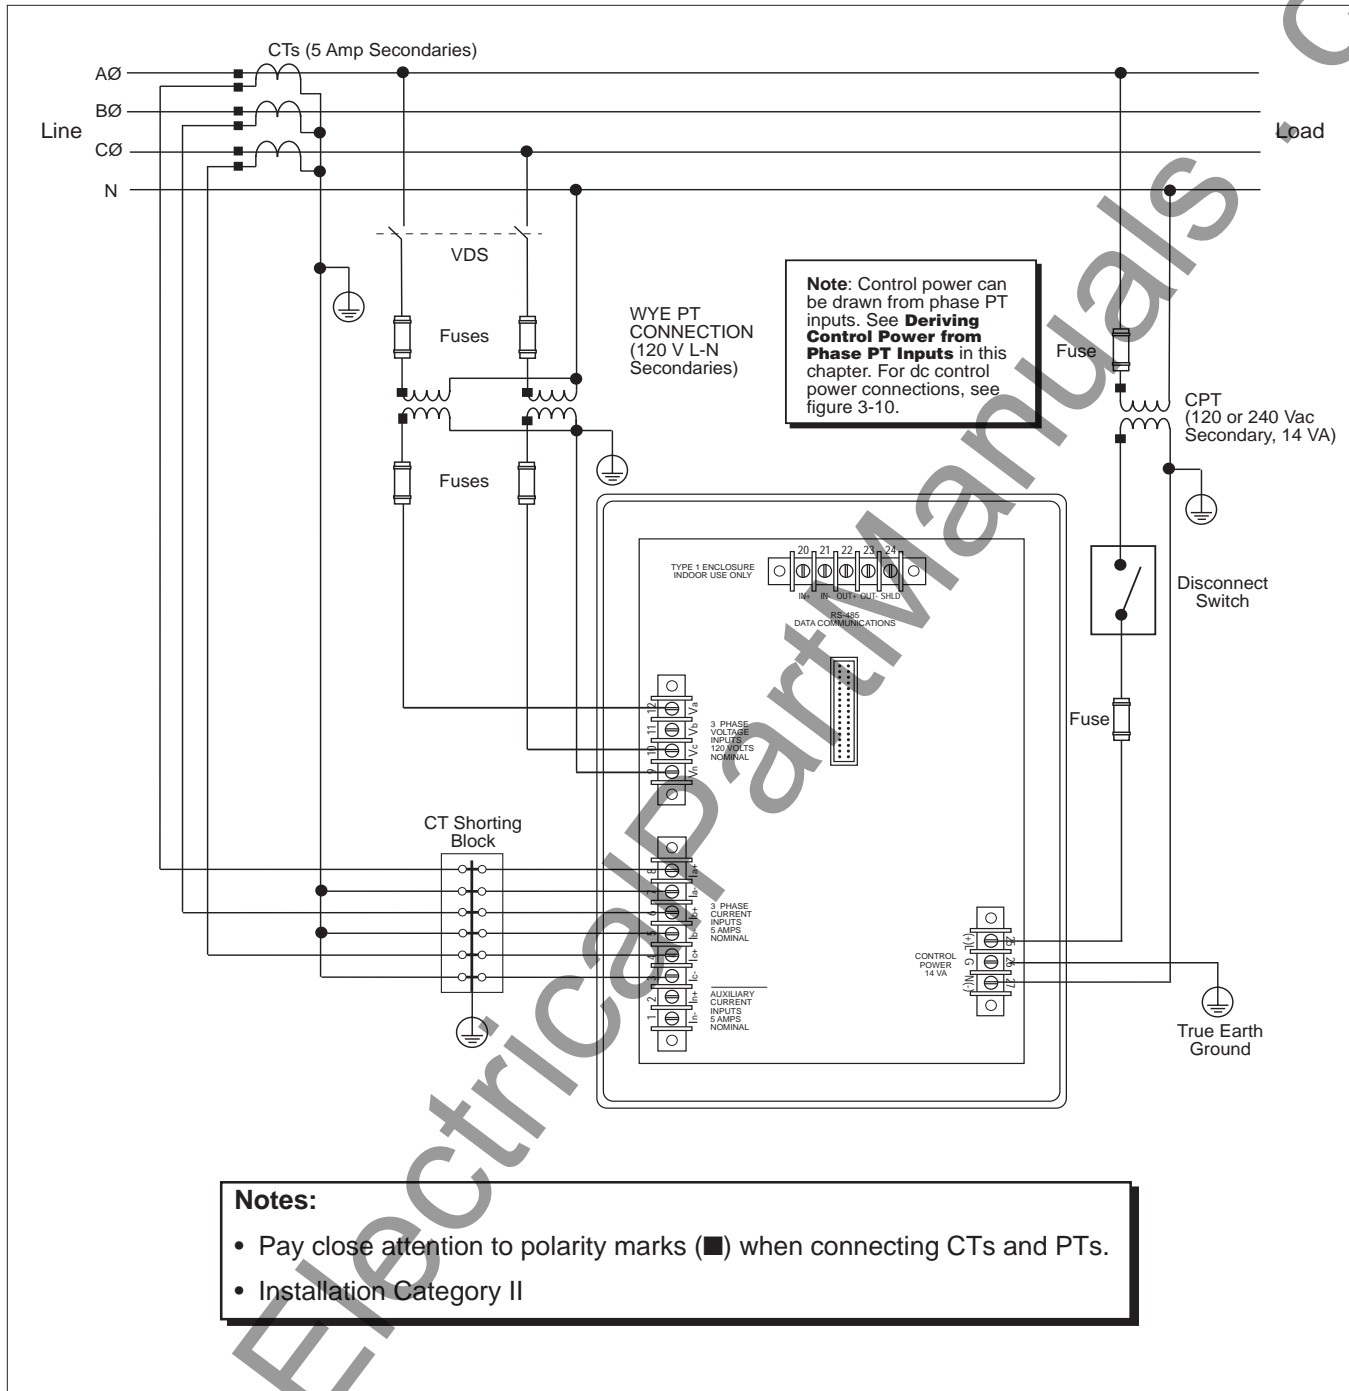 CTs (5 Amp Secondaries)
AØ
BØ
Line
Load
CØ
N
VDS
Fuses
WYE PT
CONNECTION
(120 V L-N
Secondaries)
Note: Control power can
be drawn from phase PT
inputs. See Deriving
Control Power from
Phase PT Inputs in this
chapter. For dc control
power connections, see
figure 3-10.
Fuse
CPT
(120 or 240 Vac
Secondary, 14 VA)
Fuses
TYPE 1 ENCLOSURE
INDOOR USE ONLY
20 21 22 23 24
IN+ IN- OUT+ OUT- SHLD
RS-485
DATA COMMUNICATIONS
Disconnect
Switch
Fuse
12 Va
11 Vb
10 Vc
9 Vn
3 PHASE
VOLTAGE
INPUTS
120 VOLTS
NOMINAL
CT Shorting
Block
8 Ia+
7 Ia-
6 Ib+
5 Ib-
4 Ic+
3 Ic-
2 In+
1 In-
3 PHASE
CURRENT
INPUTS
5 AMPS
NOMINAL
AUXILIARY
CURRENT
INPUTS
5 AMPS
NOMINAL
CONTROL
POWER
14 VA
(+)L 25
G 26
N(-) 27
True Earth
Ground
Notes:
• Pay close attention to polarity marks (■) when connecting CTs and PTs.
• Installation Category II
ElectricalPartManuals .